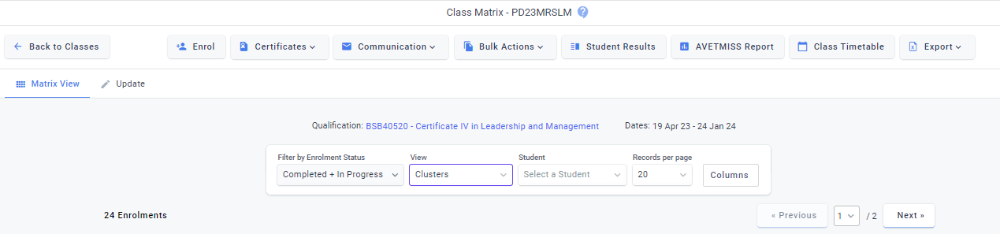 Class Matrix - PD23MRSLM
Back to Classes Enrol Certificates Communication Bulk Actions Student Results AVETMISS Report Class Timetable Export
Matrix View Update
Qualification: BSB40520 - Certificate IV in Leadership and Management Dates: 19 Apr 23 - 24 Jan 24
Filter by Enrolment Status View Student Records per page
Completed + In Progress Clusters Select a Student 20 Columns
24 Enrolments « Previous 1 / 2 Next »